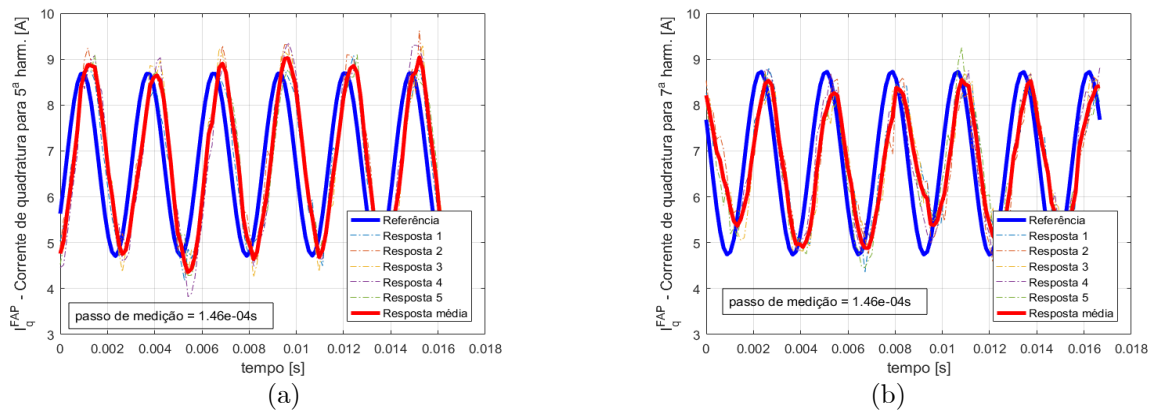 I_q^FAP - Corrente de quadratura para 5ª harm. [A]
10
9
8
7
6
5
4
3
Referência
Resposta 1
Resposta 2
Resposta 3
Resposta 4
Resposta 5
Resposta média
passo de medição = 1.46e-04s
0 0.002 0.004 0.006 0.008 0.01 0.012 0.014 0.016 0.018
tempo [s]
(a)
I_q^FAP - Corrente de quadratura para 7ª harm. [A]
10
9
8
7
6
5
4
3
Referência
Resposta 1
Resposta 2
Resposta 3
Resposta 4
Resposta 5
Resposta média
passo de medição = 1.46e-04s
0 0.002 0.004 0.006 0.008 0.01 0.012 0.014 0.016 0.018
tempo [s]
(b)